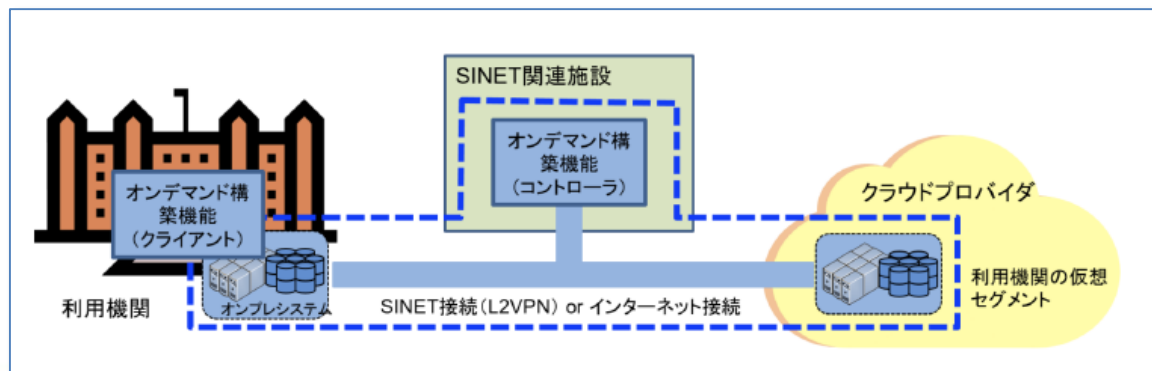 SINET関連施設
オンデマンド構
築機能
(コントローラ)
オンデマンド構
築機能
(クライアント)
利用機関
オンプレシステム
SINET接続(L2VPN) or インターネット接続
クラウドプロバイダ
利用機関の仮想
セグメント